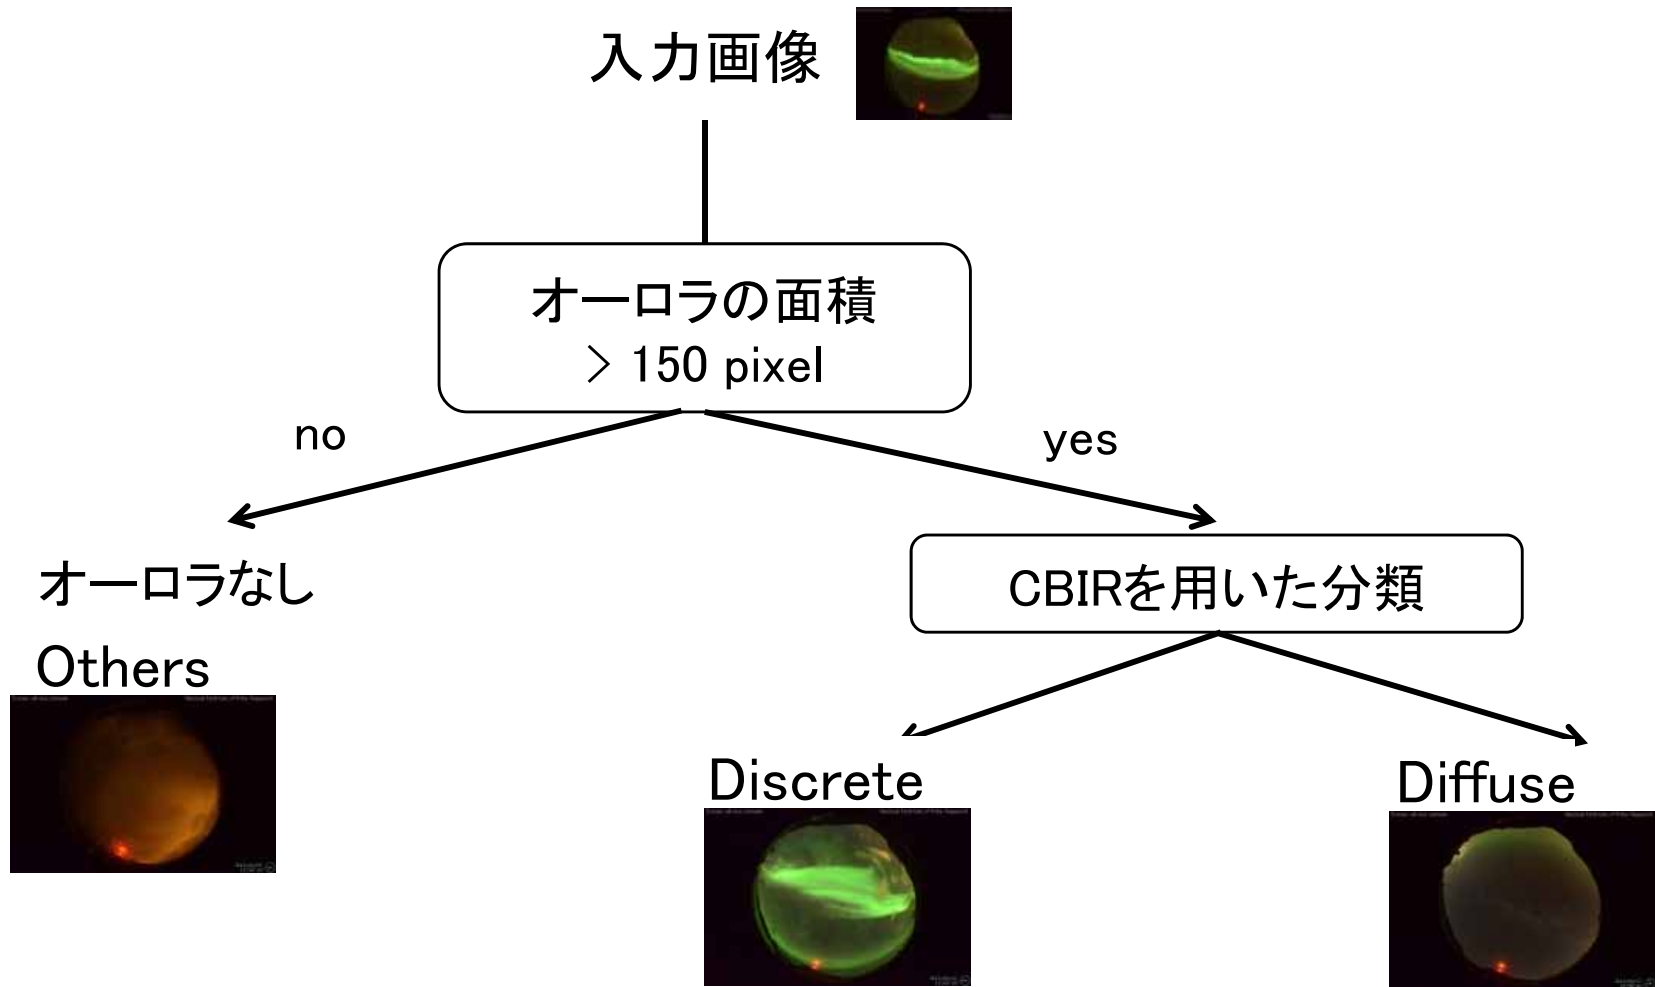 入力画像
オーロラの面積
＞ 150 pixel
no
yes
オーロラなし
Others
CBIRを用いた分類
Discrete
Diffuse